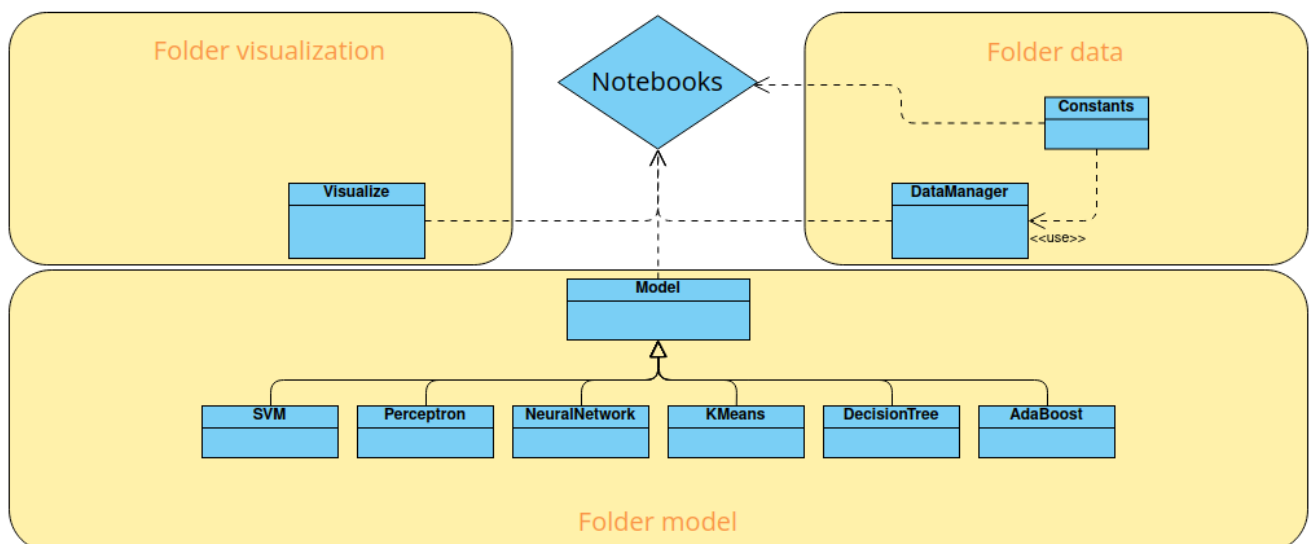 Folder visualization
Notebooks
Folder data
Constants
Visualize
DataManager
<<use>>
Model
SVM
Perceptron
NeuralNetwork
KMeans
DecisionTree
AdaBoost
Folder model